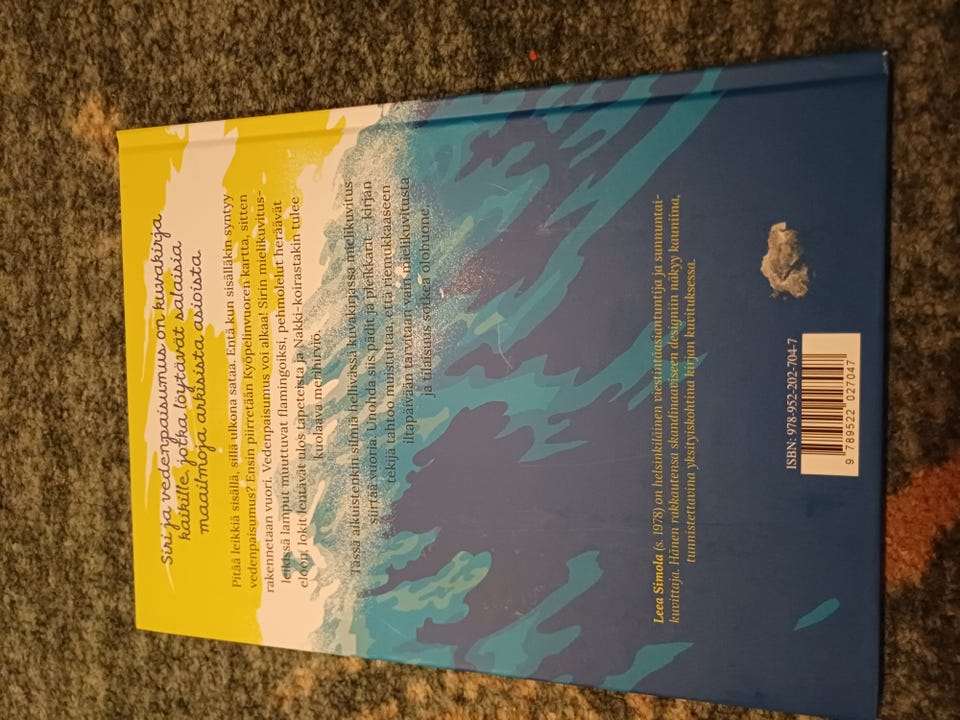 Siri ja vedenpaisumus on kuvakirja
kaikille, jotka löytävät salaisia
maailmoja arkisista asioista.
Pitää leikkiä sisällä, sillä ulkona sataa. Entä kun sisälläkin syntyy
vedenpaisumus? Ensin piirretään Kyöpelinvuoren kartta, sitten
rakennetaan vuori. Vedenpaisumus voi alkaa! Sirin mielikuvitus-
leikissä lamput muuttuvat flamingoiksi, pehmolelut heräävät
eloon, lokit lentävät ulos tapeteista ja Nakki-koirastakin tulee
kuolaava merihirviö.
Tässä aikuistenkin silmiä hellivässä kuvakirjassa mielikuvitus
siirtää vuoria. Unohda siis pädit ja pleikkarit – kirjan
tekijä tahtoo muistuttaa, että riemukkaaseen
iltapäivään tarvitaan vain mielikuvitusta
ja tilaisuus sotkea olohuone.
Leea Simola (s. 1978) on helsinkiläinen viestintäasiantuntija ja sunnuntai-
kuvittaja. Hänen rakkautensa skandinaaviseen designiin näkyy kauniina,
tunnistettavina yksityiskohtina kirjan kuvituksessa.
ISBN: 978-952-202-704-7
9 789522 027047